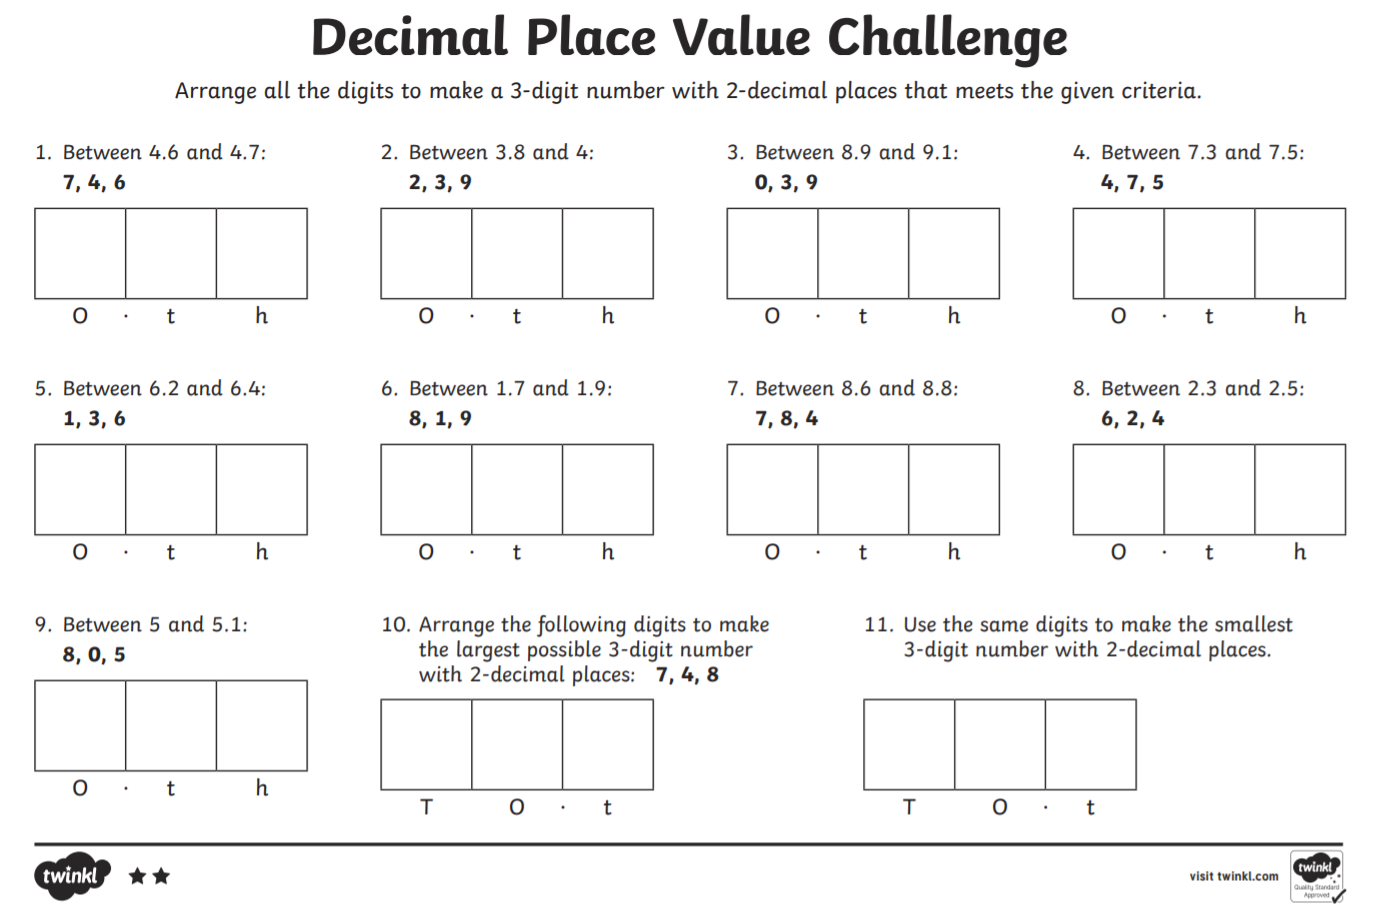 Decimal Place Value Challenge
Arrange all the digits to make a 3-digit number with 2-decimal places that meets the given criteria.
1. Between 4.6 and 4.7:
7, 4, 6
O · t h
2. Between 3.8 and 4:
2, 3, 9
O · t h
3. Between 8.9 and 9.1:
0, 3, 9
O · t h
4. Between 7.3 and 7.5:
4, 7, 5
O · t h
5. Between 6.2 and 6.4:
1, 3, 6
O · t h
6. Between 1.7 and 1.9:
8, 1, 9
O · t h
7. Between 8.6 and 8.8:
7, 8, 4
O · t h
8. Between 2.3 and 2.5:
6, 2, 4
O · t h
9. Between 5 and 5.1:
8, 0, 5
O · t h
10. Arrange the following digits to make
the largest possible 3-digit number
with 2-decimal places: 7, 4, 8
T O · t
11. Use the same digits to make the smallest
3-digit number with 2-decimal places.
T O · t
twinkl
visit twinkl.com
twinkl
Quality Standard
Approved